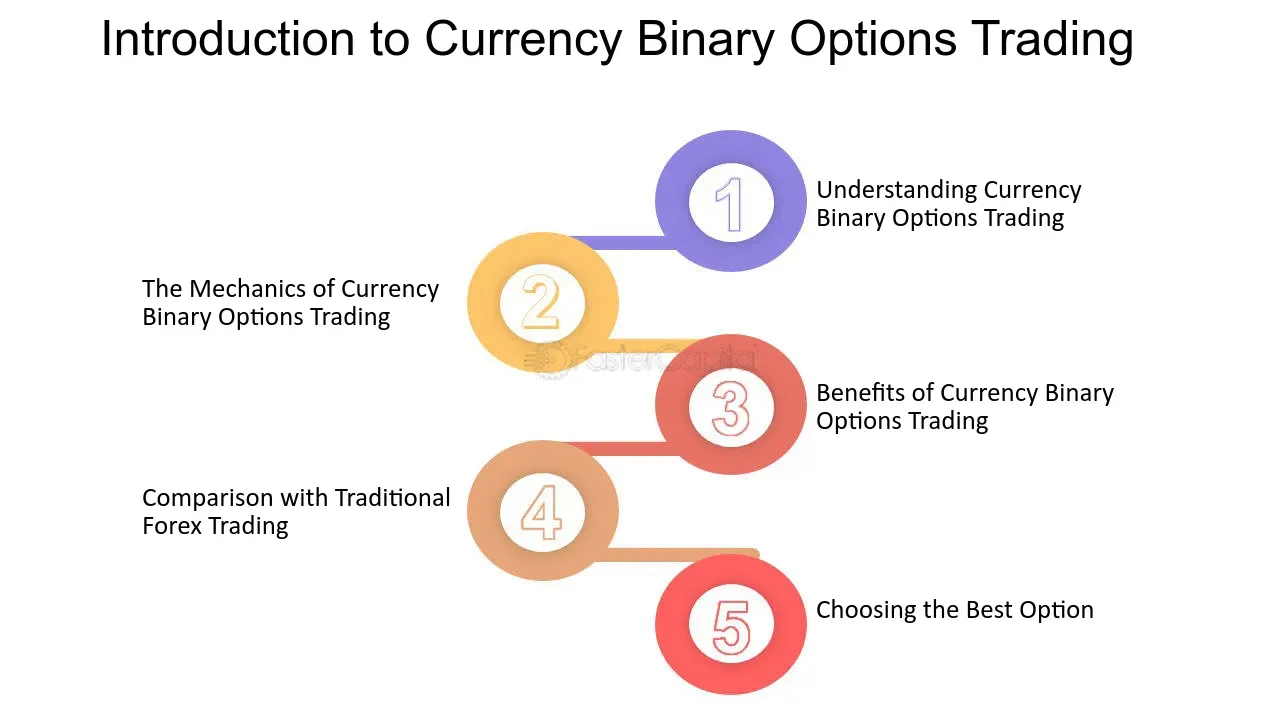 Introduction to Currency Binary Options Trading
1
Understanding Currency
Binary Options Trading
2
The Mechanics of Currency
Binary Options Trading
FasterCapital
3
Benefits of Currency Binary
Options Trading
4
Comparison with Traditional
Forex Trading
5
Choosing the Best Option